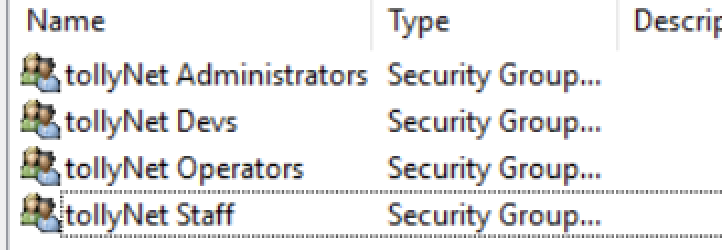 Name Type Descrip
tollyNet Administrators Security Group...
tollyNet Devs Security Group...
tollyNet Operators Security Group...
tollyNet Staff Security Group...